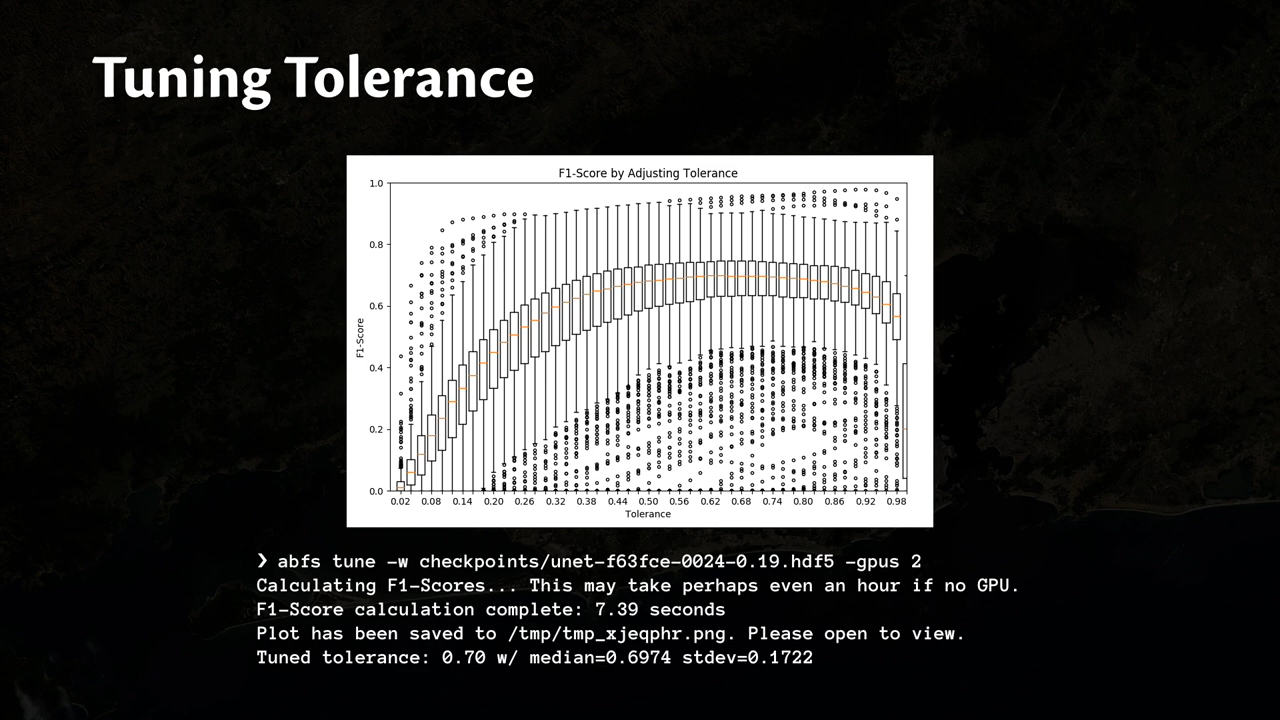 Tuning Tolerance
F1-Score by Adjusting Tolerance
1.0
0.8
0.6
0.4
0.2
0.0
F1-Score
0.02 0.08 0.14 0.20 0.26 0.32 0.38 0.44 0.50 0.56 0.62 0.68 0.74 0.80 0.86 0.92 0.98
Tolerance
❯ abfs tune -w checkpoints/unet-f63fce-0024-0.19.hdf5 -gpus 2
Calculating F1-Scores... This may take perhaps even an hour if no GPU.
F1-Score calculation complete: 7.39 seconds
Plot has been saved to /tmp/tmp_xjeqphr.png. Please open to view.
Tuned tolerance: 0.70 w/ median=0.6974 stdev=0.1722